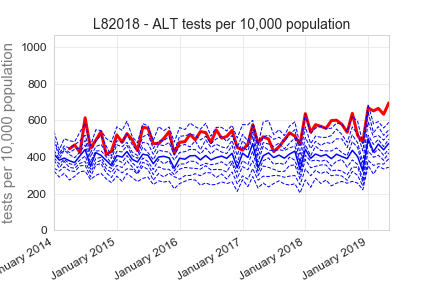 L82018 - ALT tests per 10,000 population
tests per 10,000 population
1000
800
600
400
200
0
January 2015
January 2016
January 2017
January 2018
January 2019